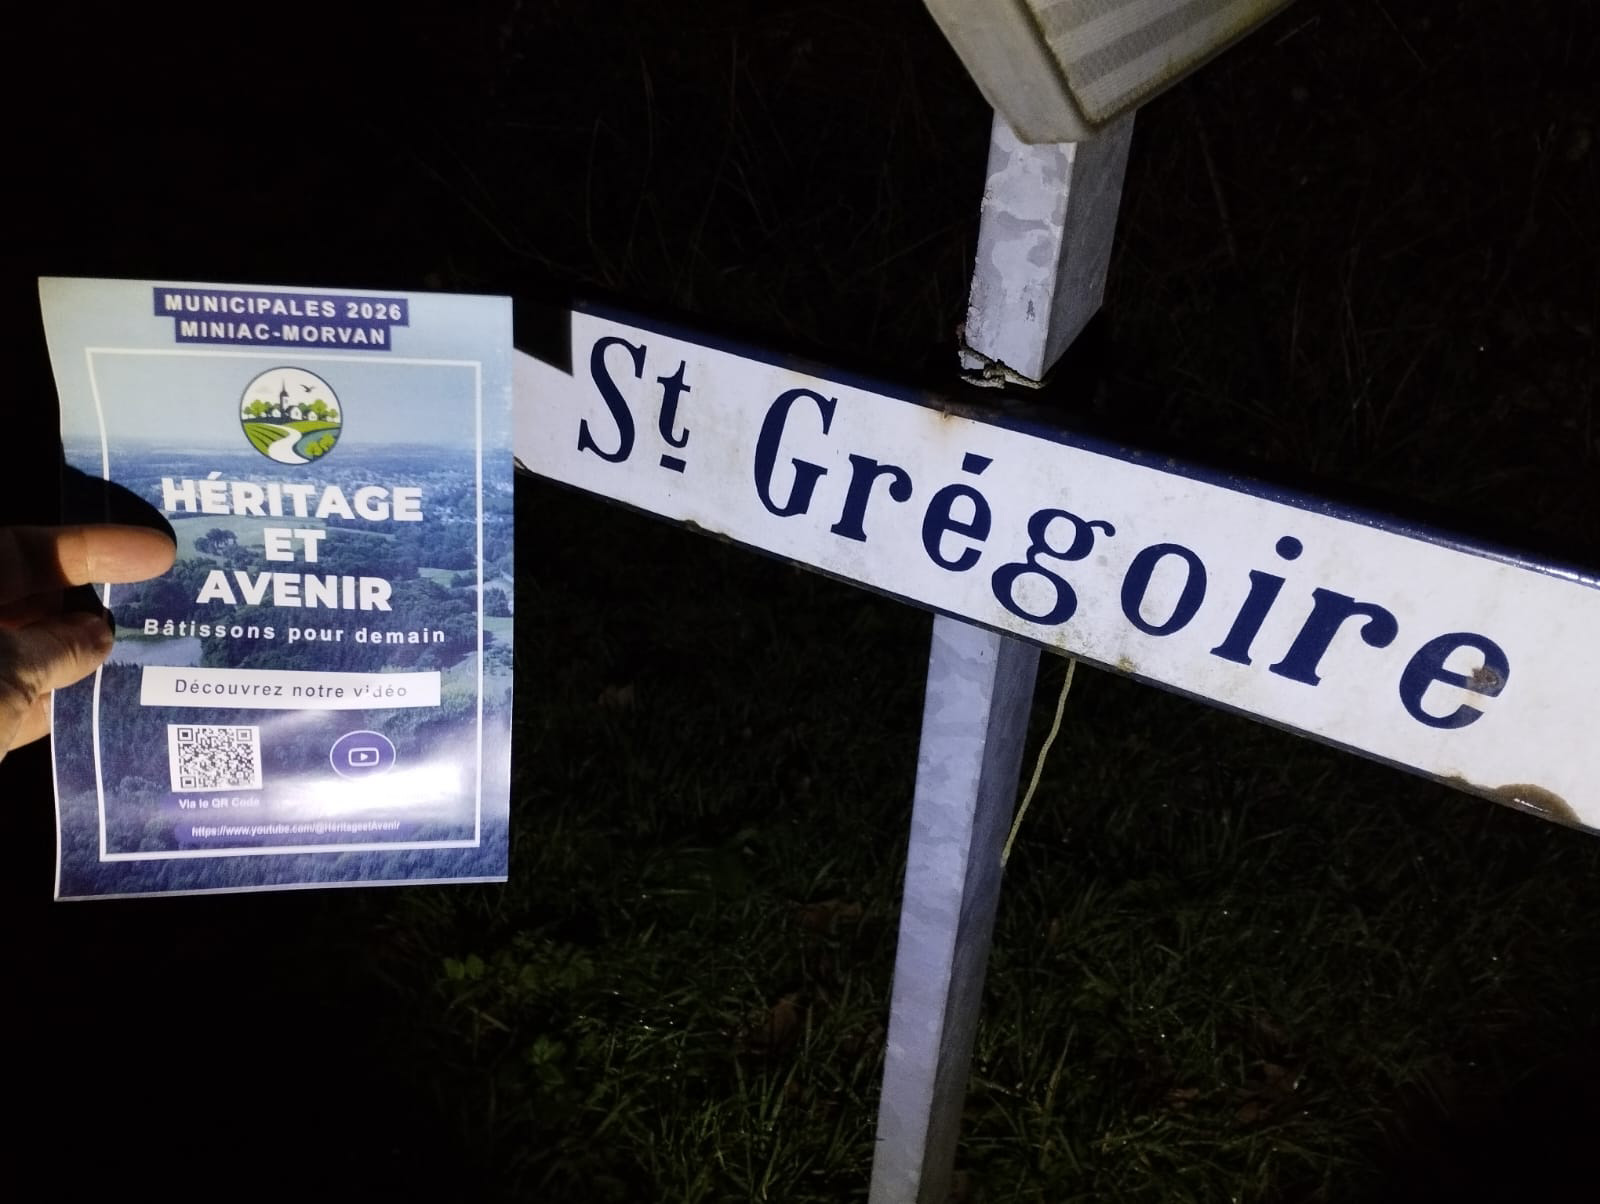 MUNICIPALES 2026
MINIAC-MORVAN
HÉRITAGE
ET
AVENIR
Bâtissons pour demain
Découvrez notre vidéo
Via le QR Code
https://www.youtube.com/@HéritageetAvenir
St Grégoire